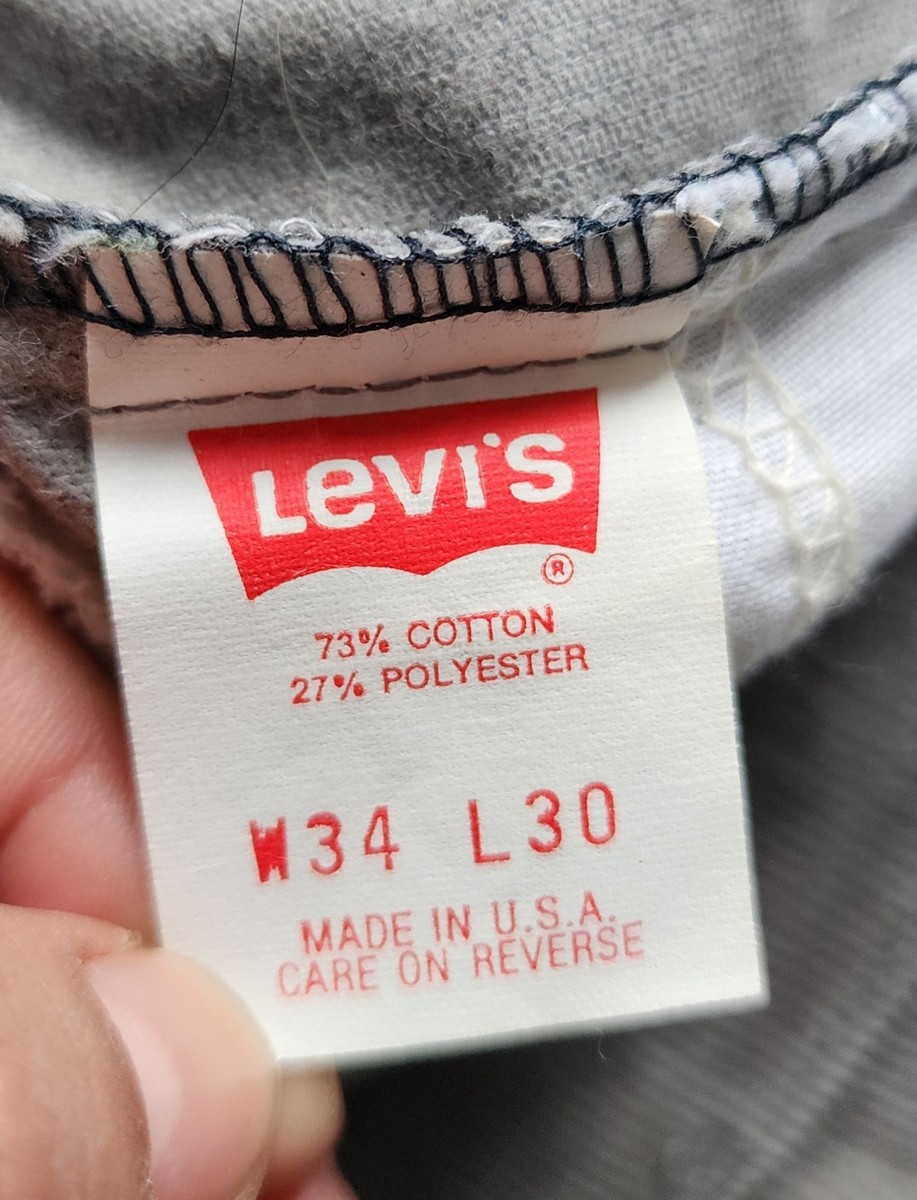 Levi's
®
73% COTTON
27% POLYESTER
W34 L30
MADE IN U.S.A.
CARE ON REVERSE